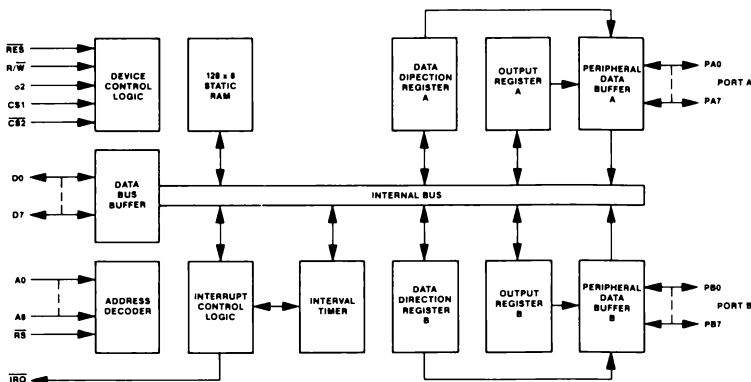 RES
R/W
ø2
CS1
CS2
DEVICE
CONTROL
LOGIC
128 x 8
STATIC
RAM
DATA
DIRECTION
REGISTER
A
OUTPUT
REGISTER
A
PERIPHERAL
DATA
BUFFER
A
PA0
PORT A
PA7
D0
D7
DATA
BUS
BUFFER
INTERNAL BUS
A0
A6
RS
ADDRESS
DECODER
INTERRUPT
CONTROL
LOGIC
INTERVAL
TIMER
DATA
DIRECTION
REGISTER
B
OUTPUT
REGISTER
B
PERIPHERAL
DATA
BUFFER
B
PB0
PORT B
PB7
IRQ